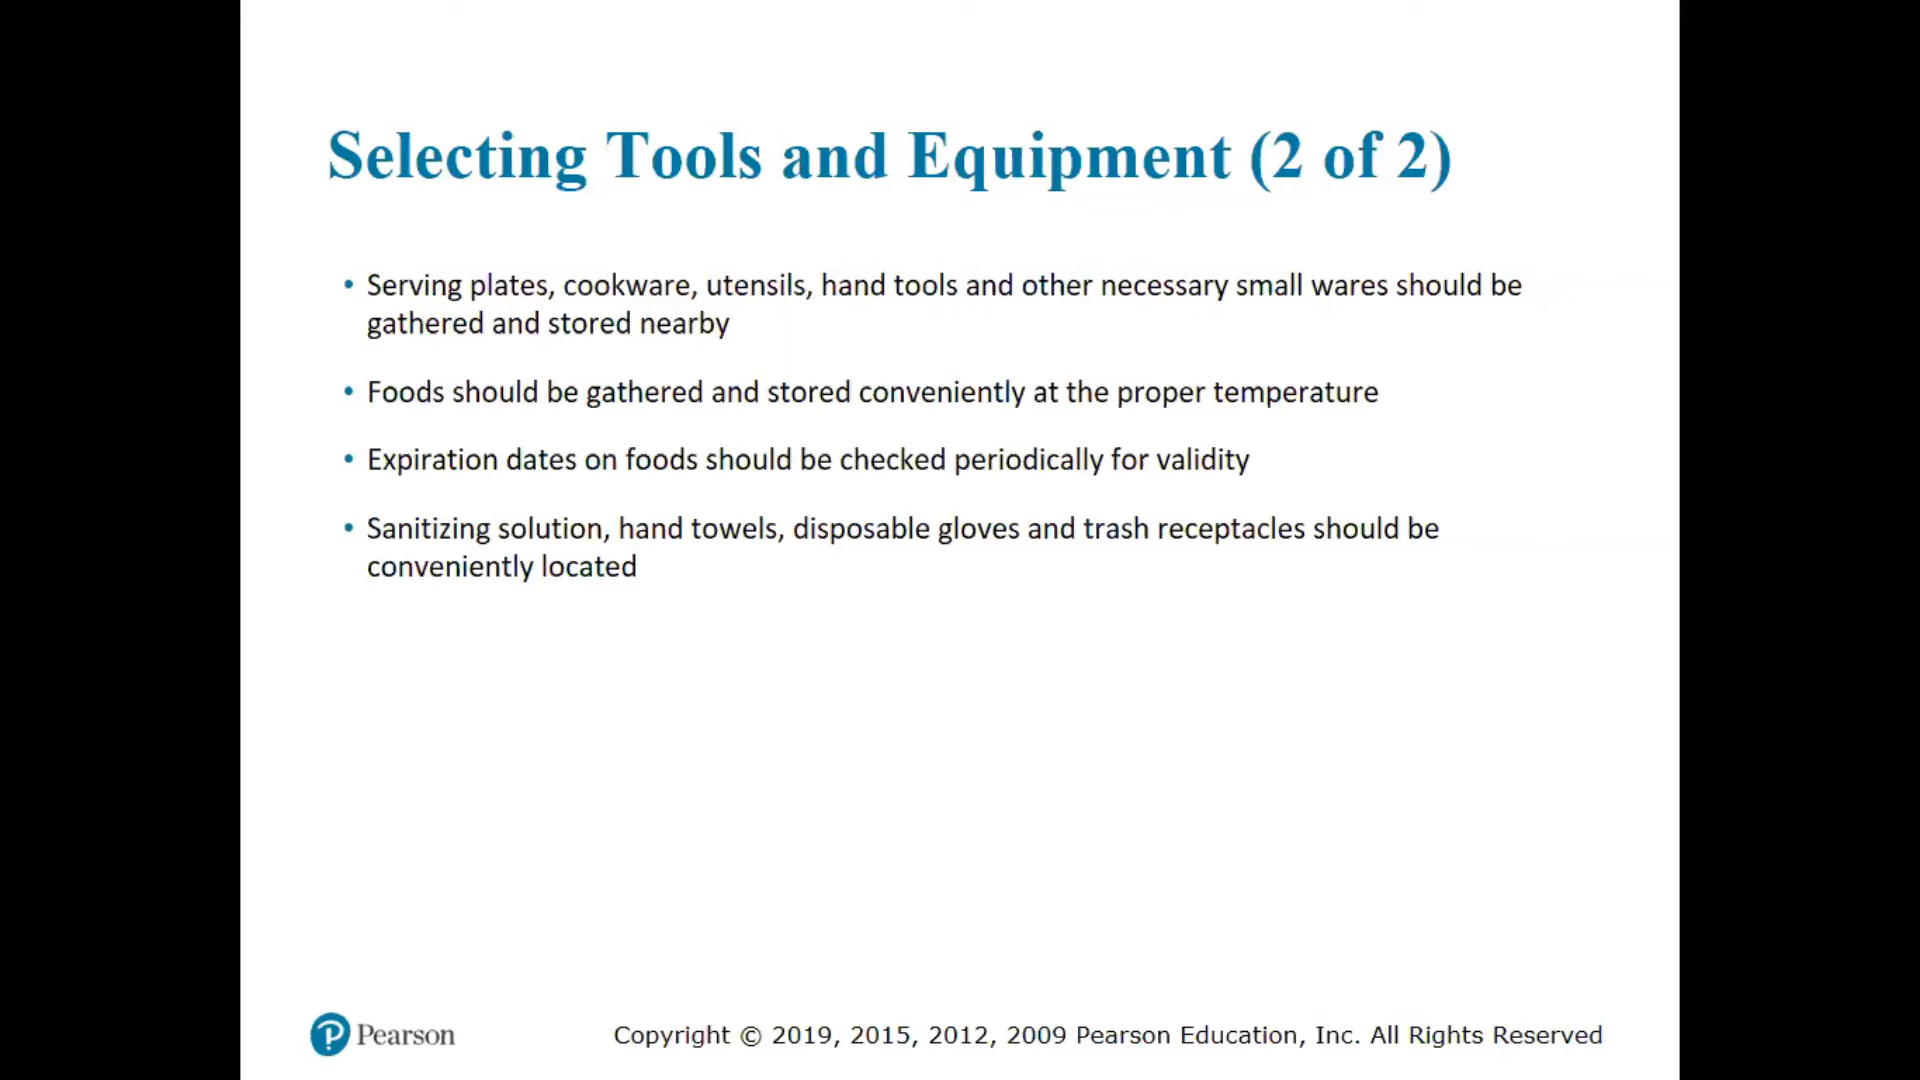 Selecting Tools and Equipment (2 of 2)
• Serving plates, cookware, utensils, hand tools and other necessary small wares should be
gathered and stored nearby
• Foods should be gathered and stored conveniently at the proper temperature
• Expiration dates on foods should be checked periodically for validity
• Sanitizing solution, hand towels, disposable gloves and trash receptacles should be
conveniently located
Pearson
Copyright © 2019, 2015, 2012, 2009 Pearson Education, Inc. All Rights Reserved